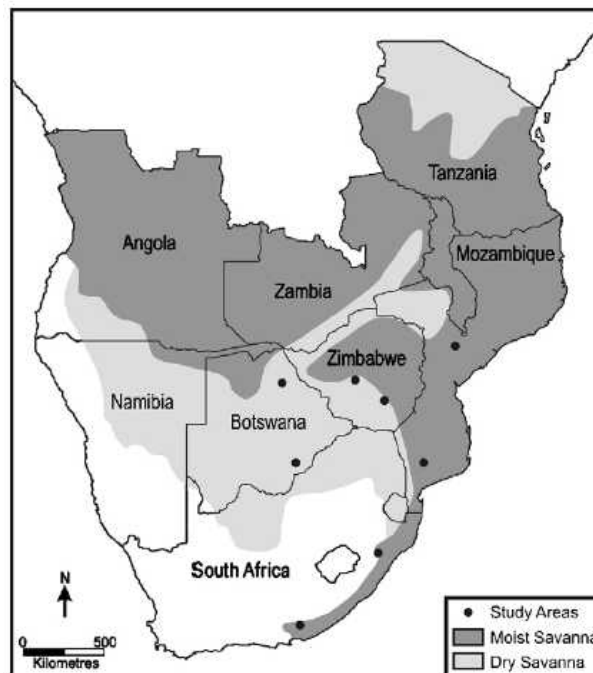 Tanzania
Angola
Mozambique
Zambia
Zimbabwe
Namibia
Botswana
South Africa
N
0 500
Kilometres
Study Areas
Moist Savanna
Dry Savanna